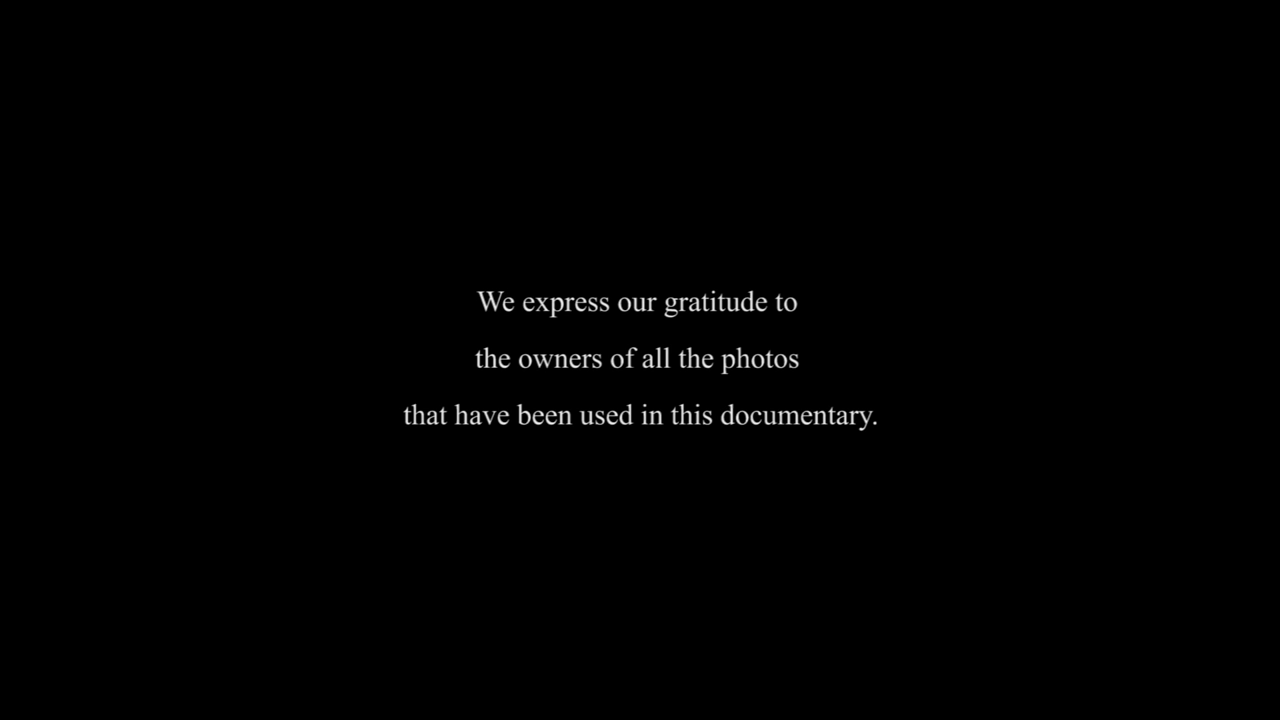 We express our gratitude to
the owners of all the photos
that have been used in this documentary.